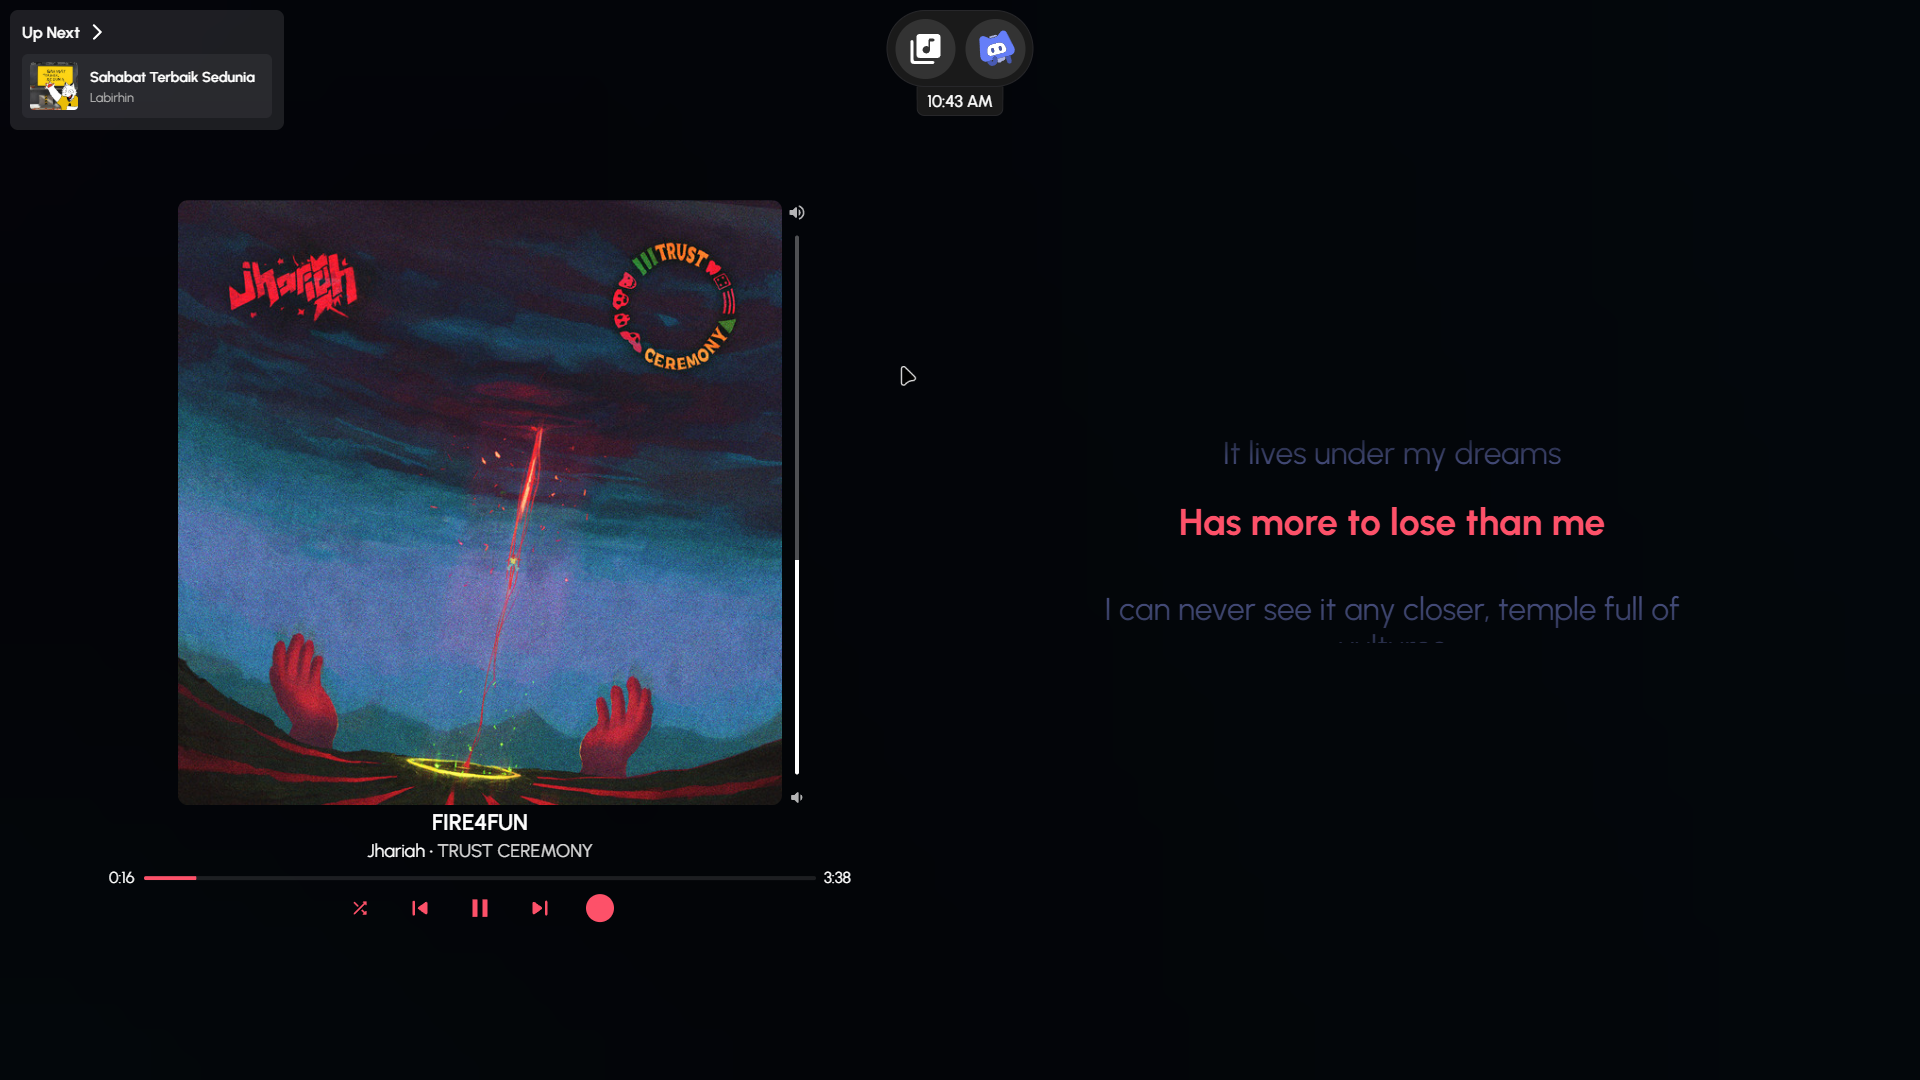 Up Next
Sahabat Terbaik Sedunia
Labirhin
10:43 AM
jhariah
TRUST
CEREMONY
FIRE4FUN
Jhariah · TRUST CEREMONY
0:16
3:38
It lives under my dreams
Has more to lose than me
I can never see it any closer, temple full of